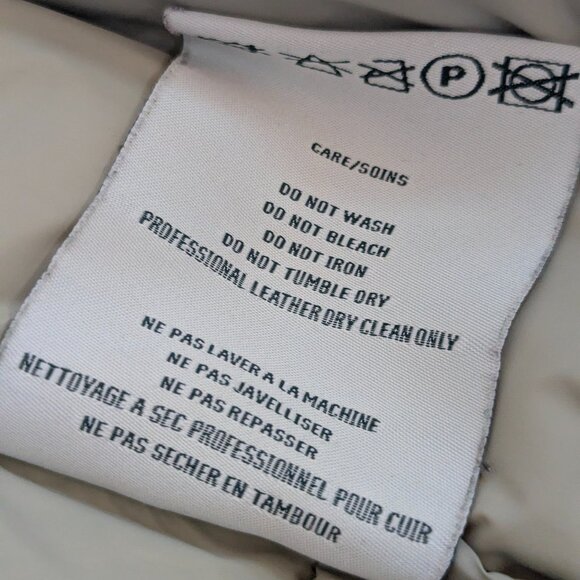 P
CARE/SOINS
DO NOT WASH
DO NOT BLEACH
DO NOT IRON
DO NOT TUMBLE DRY
PROFESSIONAL LEATHER DRY CLEAN ONLY
NE PAS LAVER A LA MACHINE
NE PAS JAVELLISER
NE PAS REPASSER
NETTOYAGE A SEC PROFESSIONNEL POUR CUIR
NE PAS SECHER EN TAMBOUR